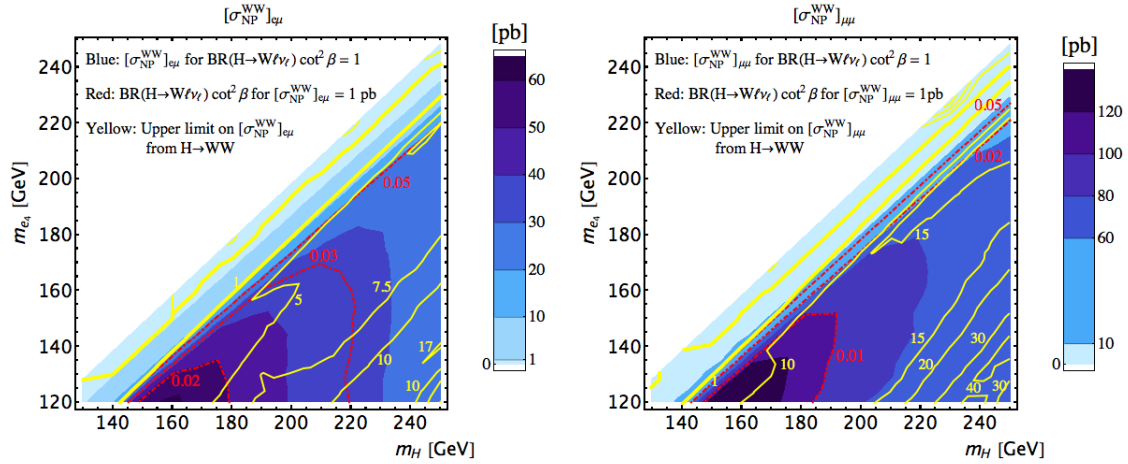 [σ_NP^WW]_eμ
[pb]
Blue: [σ_NP^WW]_eμ for BR(H→Wℓν_ℓ) cot² β = 1
Red: BR(H→Wℓν_ℓ) cot² β for [σ_NP^WW]_eμ = 1 pb
Yellow: Upper limit on [σ_NP^WW]_eμ
from H→WW
240
220
200
180
160
140
120
m_e4 [GeV]
140 160 180 200 220 240
m_H [GeV]
0.05
0.03
0.02
1
1
5
7.5
10
17
10
60
50
40
30
20
10
1
0
[σ_NP^WW]_μμ
[pb]
Blue: [σ_NP^WW]_μμ for BR(H→Wℓν_ℓ) cot² β = 1
Red: BR(H→Wℓν_ℓ) cot² β for [σ_NP^WW]_μμ = 1pb
Yellow: Upper limit on [σ_NP^WW]_μμ
from H→WW
240
220
200
180
160
140
120
m_e4 [GeV]
140 160 180 200 220 240
m_H [GeV]
0.05
0.02
0.01
1
10
15
15
20
30
40
30
120
100
80
60
10
0